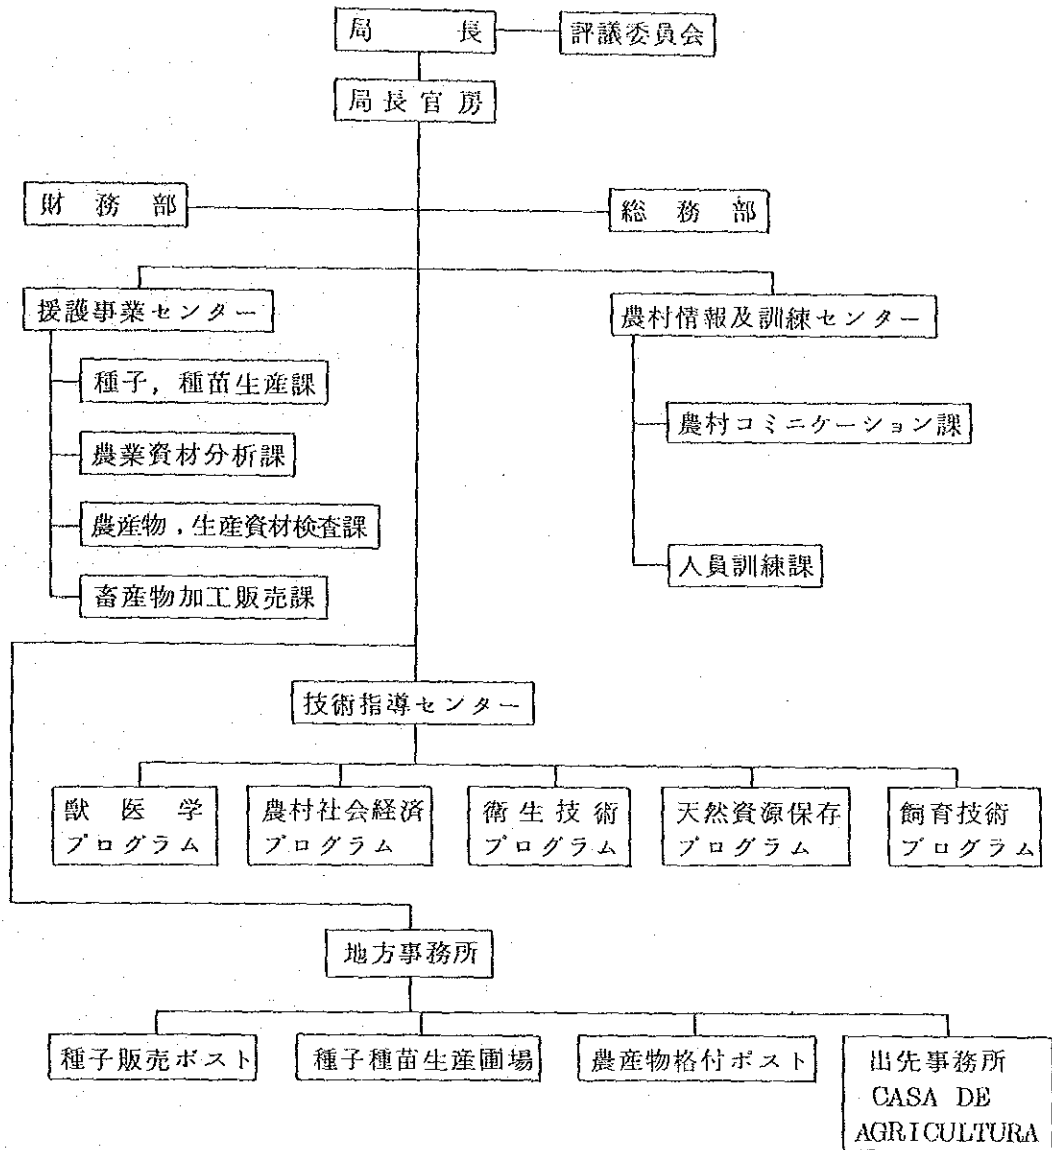 局長
評議委員会
局長官房
財務部
総務部
援護事業センター
農村情報及訓練センター
種子，種苗生産課
農業資材分析課
農産物，生産資材検査課
畜産物加工販売課
農村コミニケーション課
人員訓練課
技術指導センター
獣医学
プログラム
農村社会経済
プログラム
衛生技術
プログラム
天然資源保存
プログラム
飼育技術
プログラム
地方事務所
種子販売ポスト
種子種苗生産圃場
農産物格付ポスト
出先事務所
CASA DE
AGRICULTURA